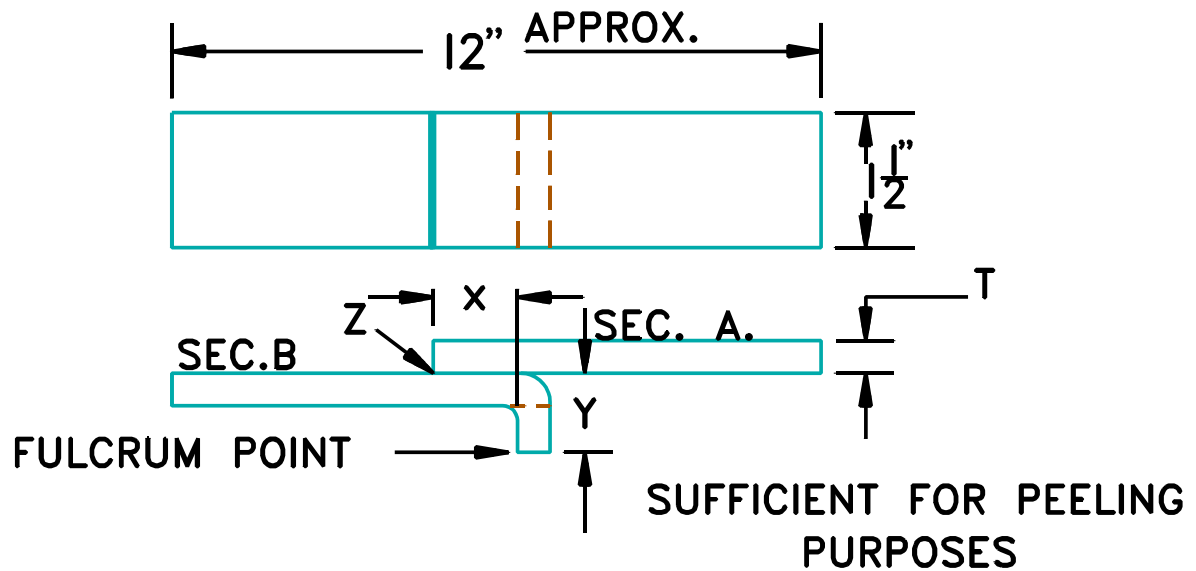 12” APPROX.
1 1/2”
T
X
Z
SEC. A.
SEC.B
Y
FULCRUM POINT
SUFFICIENT FOR PEELING
PURPOSES